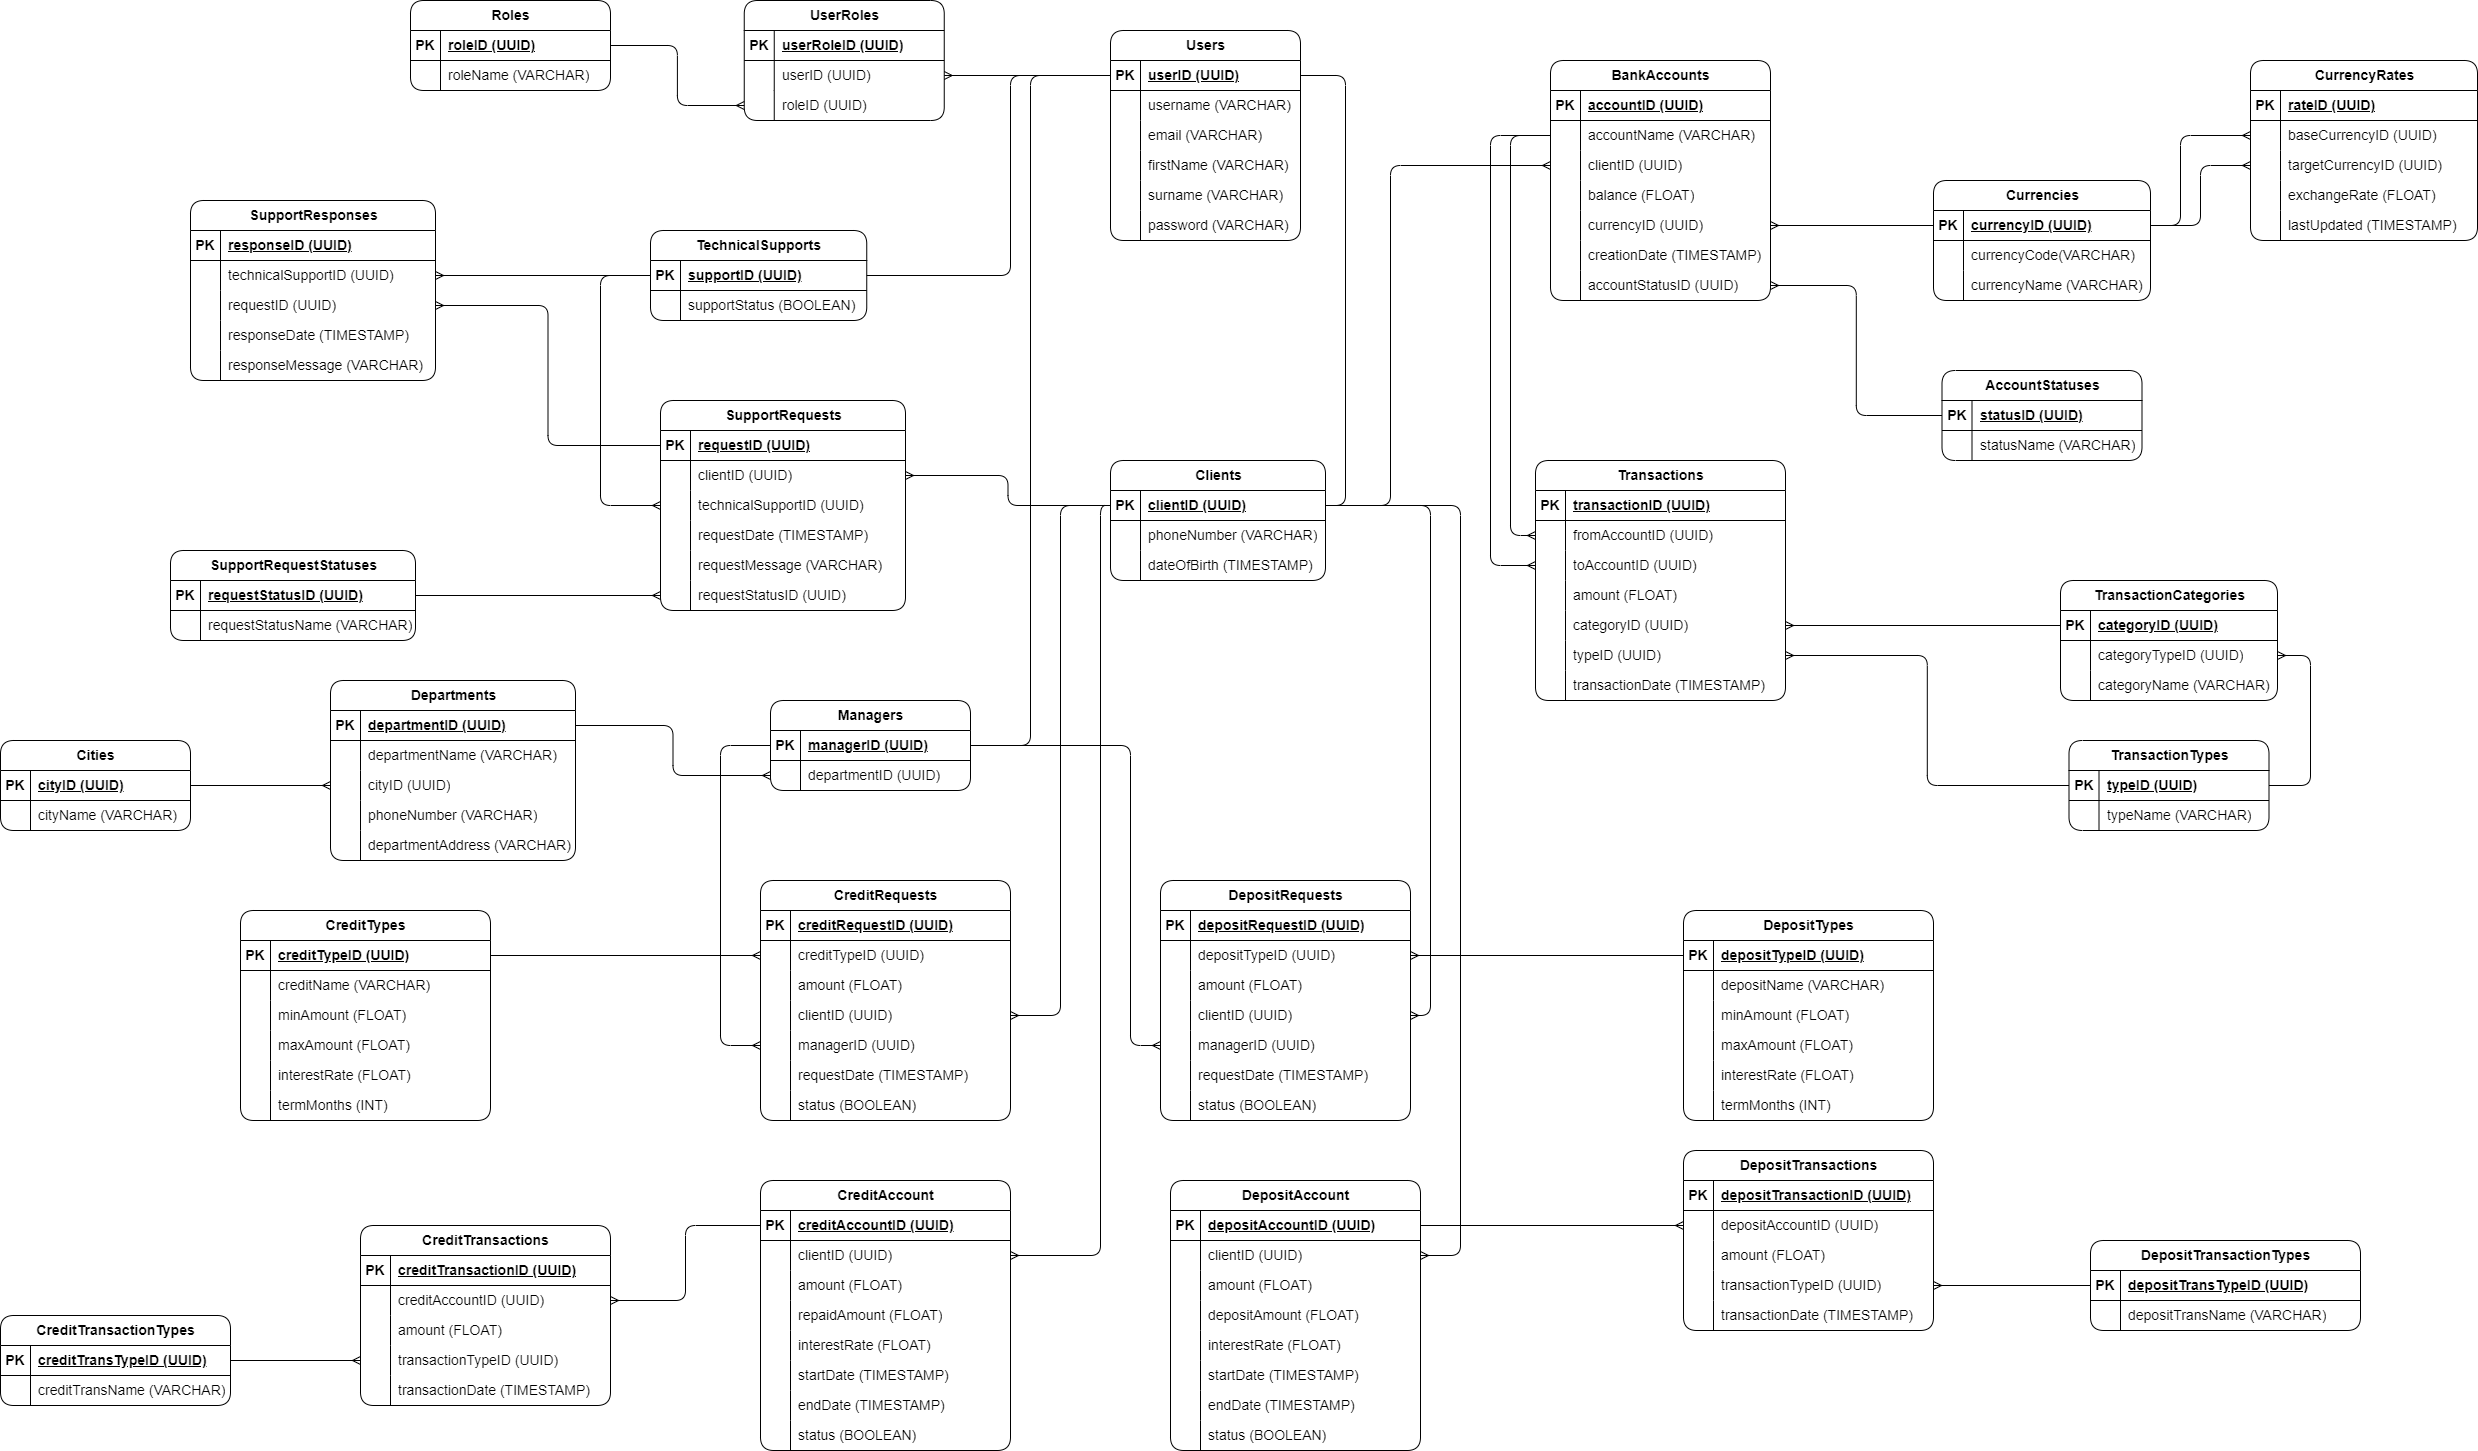 Roles
PK roleID (UUID)
roleName (VARCHAR)
UserRoles
PK userRoleID (UUID)
userID (UUID)
roleID (UUID)
Users
PK userID (UUID)
username (VARCHAR)
email (VARCHAR)
firstName (VARCHAR)
surname (VARCHAR)
password (VARCHAR)
BankAccounts
PK accountID (UUID)
accountName (VARCHAR)
clientID (UUID)
balance (FLOAT)
currencyID (UUID)
creationDate (TIMESTAMP)
accountStatusID (UUID)
CurrencyRates
PK rateID (UUID)
baseCurrencyID (UUID)
targetCurrencyID (UUID)
exchangeRate (FLOAT)
lastUpdated (TIMESTAMP)
Currencies
PK currencyID (UUID)
currencyCode(VARCHAR)
currencyName (VARCHAR)
SupportResponses
PK responseID (UUID)
technicalSupportID (UUID)
requestID (UUID)
responseDate (TIMESTAMP)
responseMessage (VARCHAR)
TechnicalSupports
PK supportID (UUID)
supportStatus (BOOLEAN)
AccountStatuses
PK statusID (UUID)
statusName (VARCHAR)
SupportRequests
PK requestID (UUID)
clientID (UUID)
technicalSupportID (UUID)
requestDate (TIMESTAMP)
requestMessage (VARCHAR)
requestStatusID (UUID)
Clients
PK clientID (UUID)
phoneNumber (VARCHAR)
dateOfBirth (TIMESTAMP)
Transactions
PK transactionID (UUID)
fromAccountID (UUID)
toAccountID (UUID)
amount (FLOAT)
categoryID (UUID)
typeID (UUID)
transactionDate (TIMESTAMP)
SupportRequestStatuses
PK requestStatusID (UUID)
requestStatusName (VARCHAR)
TransactionCategories
PK categoryID (UUID)
categoryTypeID (UUID)
categoryName (VARCHAR)
Departments
PK departmentID (UUID)
departmentName (VARCHAR)
cityID (UUID)
phoneNumber (VARCHAR)
departmentAddress (VARCHAR)
Managers
PK managerID (UUID)
departmentID (UUID)
Cities
PK cityID (UUID)
cityName (VARCHAR)
TransactionTypes
PK typeID (UUID)
typeName (VARCHAR)
CreditTypes
PK creditTypeID (UUID)
creditName (VARCHAR)
minAmount (FLOAT)
maxAmount (FLOAT)
interestRate (FLOAT)
termMonths (INT)
CreditRequests
PK creditRequestID (UUID)
creditTypeID (UUID)
amount (FLOAT)
clientID (UUID)
managerID (UUID)
requestDate (TIMESTAMP)
status (BOOLEAN)
DepositRequests
PK depositRequestID (UUID)
depositTypeID (UUID)
amount (FLOAT)
clientID (UUID)
managerID (UUID)
requestDate (TIMESTAMP)
status (BOOLEAN)
DepositTypes
PK depositTypeID (UUID)
depositName (VARCHAR)
minAmount (FLOAT)
maxAmount (FLOAT)
interestRate (FLOAT)
termMonths (INT)
CreditTransactionTypes
PK creditTransTypeID (UUID)
creditTransName (VARCHAR)
CreditTransactions
PK creditTransactionID (UUID)
creditAccountID (UUID)
amount (FLOAT)
transactionTypeID (UUID)
transactionDate (TIMESTAMP)
CreditAccount
PK creditAccountID (UUID)
clientID (UUID)
amount (FLOAT)
repaidAmount (FLOAT)
interestRate (FLOAT)
startDate (TIMESTAMP)
endDate (TIMESTAMP)
status (BOOLEAN)
DepositAccount
PK depositAccountID (UUID)
clientID (UUID)
amount (FLOAT)
depositAmount (FLOAT)
interestRate (FLOAT)
startDate (TIMESTAMP)
endDate (TIMESTAMP)
status (BOOLEAN)
DepositTransactions
PK depositTransactionID (UUID)
depositAccountID (UUID)
amount (FLOAT)
transactionTypeID (UUID)
transactionDate (TIMESTAMP)
DepositTransactionTypes
PK depositTransTypeID (UUID)
depositTransName (VARCHAR)